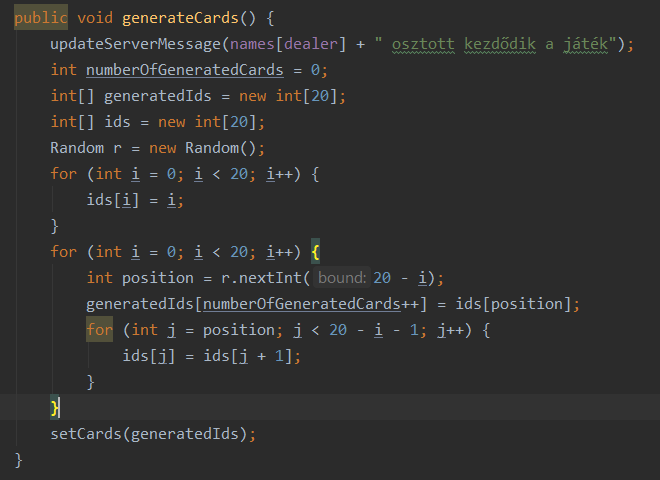 public void generateCards() {
updateServerMessage(names[dealer] + " osztott kezdődik a játék");
int numberOfGeneratedCards = 0;
int[] generatedIds = new int[20];
int[] ids = new int[20];
Random r = new Random();
for (int i = 0; i < 20; i++) {
ids[i] = i;
}
for (int i = 0; i < 20; i++) {
int position = r.nextInt( bound: 20 - i);
generatedIds[numberOfGeneratedCards++] = ids[position];
for (int j = position; j < 20 - i - 1; j++) {
ids[j] = ids[j + 1];
}
}
setCards(generatedIds);
}